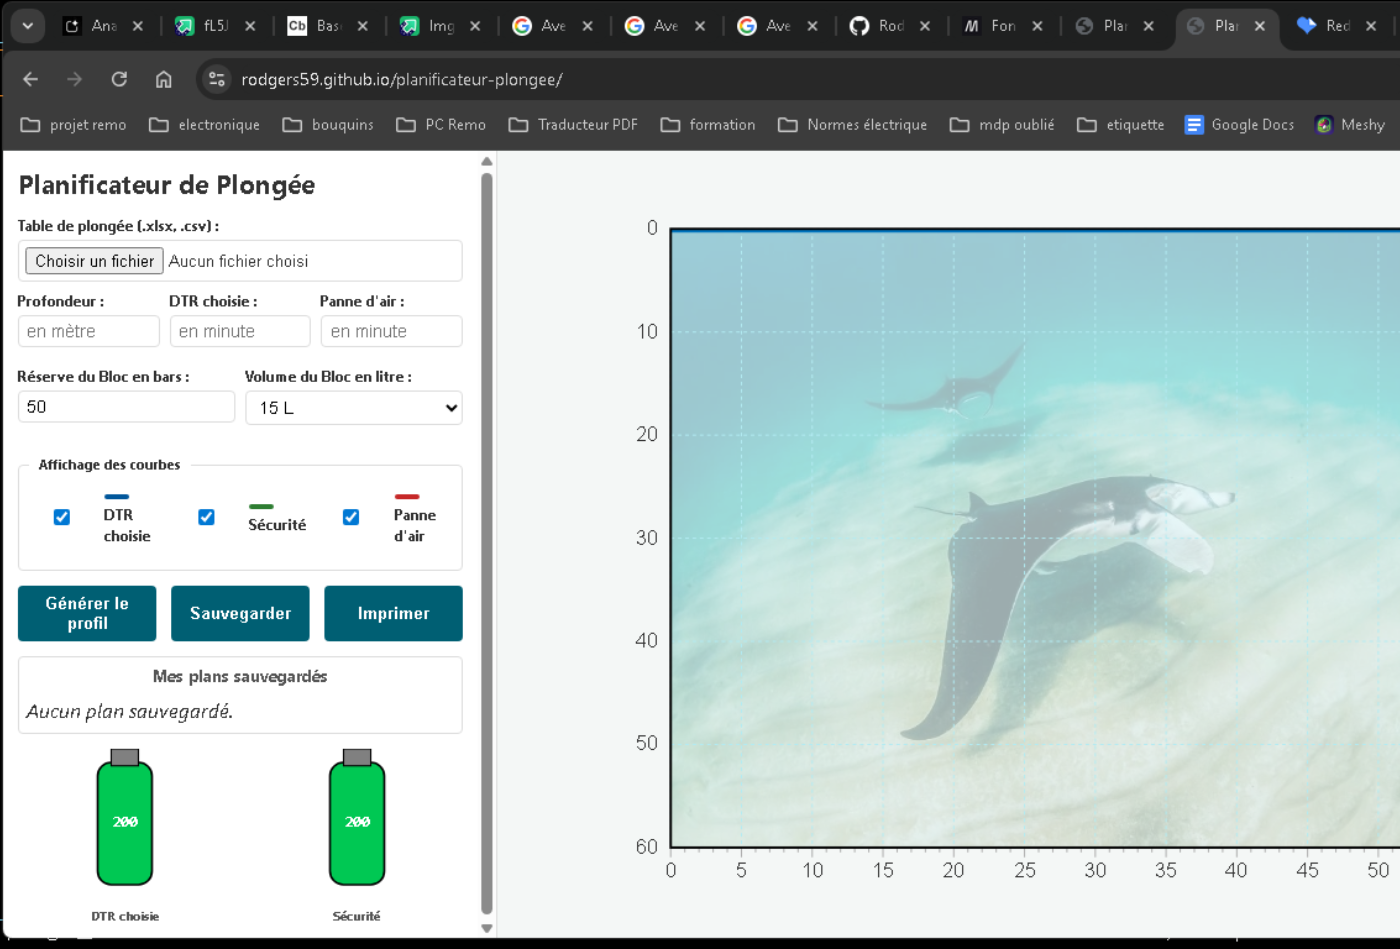 Ana
fL5J
Cb Bas
Img
Ave
Ave
Ave
Rod
Fon
Plan
Plan
Red
rodgers59.github.io/planificateur-plongee/
projet remo
electronique
bouquins
PC Remo
Traducteur PDF
formation
Normes électrique
mdp oublié
etiquette
Google Docs
Meshy
Planificateur de Plongée
Table de plongée (.xlsx, .csv) :
Choisir un fichier Aucun fichier choisi
Profondeur : DTR choisie : Panne d'air :
en mètre en minute en minute
Réserve du Bloc en bars : Volume du Bloc en litre :
50 15 L
Affichage des courbes
DTR choisie
Sécurité
Panne d'air
Générer le profil
Sauvegarder
Imprimer
Mes plans sauvegardés
Aucun plan sauvegardé.
200 200
DTR choisie Sécurité
0
10
20
30
40
50
60
0 5 10 15 20 25 30 35 40 45 50